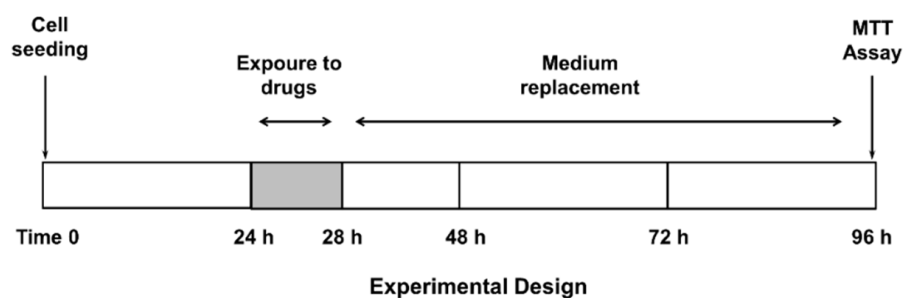 Cell
seeding
Expoure to
drugs
Medium
replacement
MTT
Assay
Time 0
24 h
28 h
48 h
72 h
96 h
Experimental Design